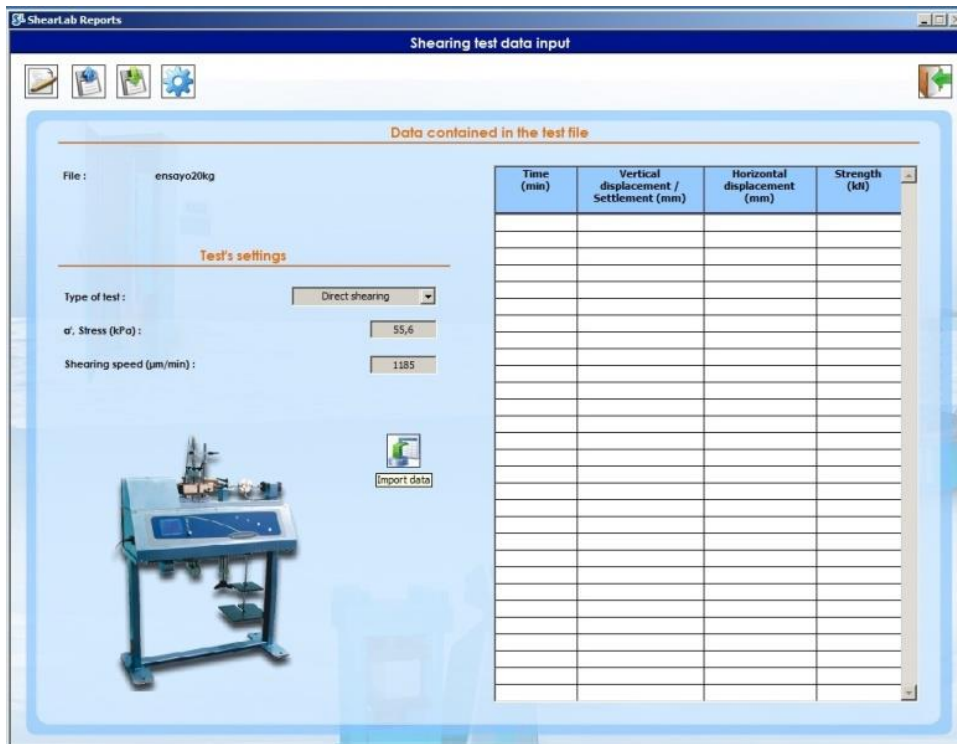 ShearLab Reports
Shearing test data input
Data contained in the test file
File : ensayo20kg
Time (min)
Vertical displacement / Settlement (mm)
Horizontal displacement (mm)
Strength (kN)
Test's settings
Type of test : Direct shearing
σ', Stress (kPa) : 55,6
Shearing speed (µm/min) : 1185
Import data